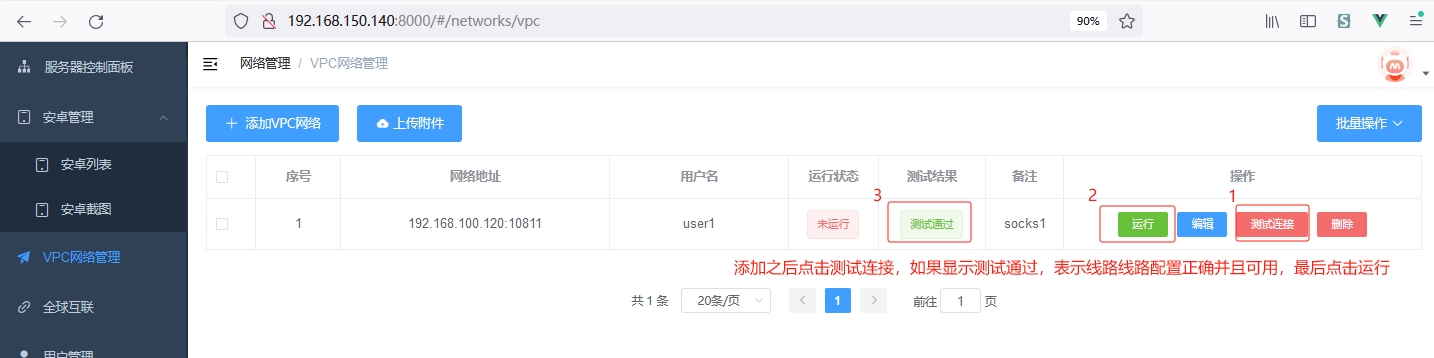 192.168.150.140:8000/#/networks/vpc
90%
服务器控制面板
网络管理 / VPC网络管理
安卓管理
安卓列表
安卓截图
VPC网络管理
全球互联
用户管理
添加VPC网络
上传附件
批量操作
序号 网络地址 用户名 运行状态 测试结果 备注 操作
3 2 1
1 192.168.100.120:10811 user1 未运行 测试通过 socks1 运行 编辑 测试连接 删除
添加之后点击测试连接，如果显示测试通过，表示线路线路配置正确并且可用，最后点击运行
共 1 条 20条/页 1 前往 1 页